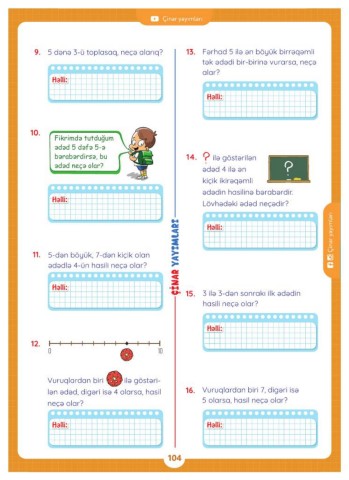 Çinar yayımları
9. 5 dənə 3-ü toplasaq, neçə alarıq?
Həlli:
10.
Fikrimdə tutduğum
ədəd 5 dəfə 5-ə
bərabərdirsə, bu
ədəd neçə olar?
Həlli:
11. 5-dən böyük, 7-dən kiçik olan
ədədlə 4-ün hasili neçə olar?
Həlli:
12.
0 10
Vuruqlardan biri ilə göstəri-
lən ədəd, digəri isə 4 olarsa, hasil
neçə olar?
Həlli:
ÇİNAR YAYIMLARI
13. Fərhad 5 ilə ən böyük birrəqəmli
tək ədədi bir-birinə vurarsa, neçə
alar?
Həlli:
14. ? ilə göstərilən
ədəd 4 ilə ən
kiçik ikirəqəmli
ədədin hasilinə bərabərdir.
Lövhədəki ədəd neçədir?
?
Həlli:
15. 3 ilə 3-dən sonrakı ilk ədədin
hasili neçə olar?
Həlli:
16. Vuruqlardan biri 7, digəri isə
5 olarsa, hasil neçə olar?
Həlli:
Çinar yayımları
104